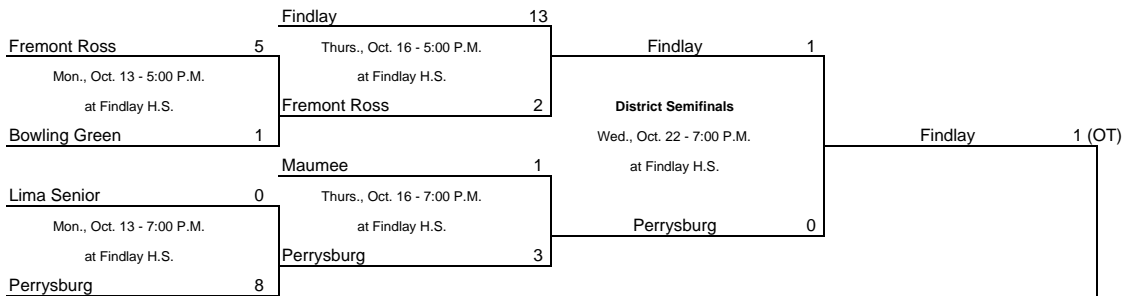 Findlay 13
Fremont Ross 5
Thurs., Oct. 16 - 5:00 P.M.
Findlay 1
Mon., Oct. 13 - 5:00 P.M.
at Findlay H.S.
at Findlay H.S.
Fremont Ross 2
District Semifinals
Bowling Green 1
Wed., Oct. 22 - 7:00 P.M.
Findlay 1 (OT)
Maumee 1
at Findlay H.S.
Lima Senior 0
Thurs., Oct. 16 - 7:00 P.M.
Mon., Oct. 13 - 7:00 P.M.
at Findlay H.S.
Perrysburg 0
at Findlay H.S.
Perrysburg 3
Perrysburg 8